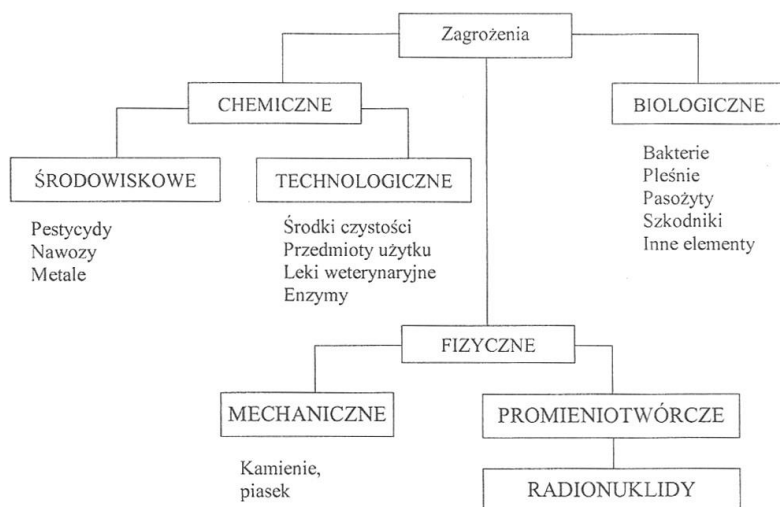 Zagrożenia
CHEMICZNE
BIOLOGICZNE
ŚRODOWISKOWE
TECHNOLOGICZNE
Pestycydy
Nawozy
Metale
Środki czystości
Przedmioty użytku
Leki weterynaryjne
Enzymy
Bakterie
Pleśnie
Pasożyty
Szkodniki
Inne elementy
FIZYCZNE
MECHANICZNE
PROMIENIOTWÓRCZE
Kamienie,
piasek
RADIONUKLIDY